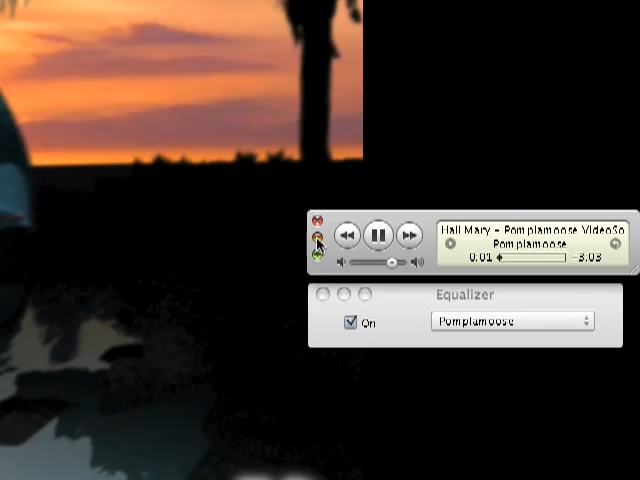 Hail Mary - Pomplamoose VideoSo
Pomplamoose
0:01 -3:03
Equalizer
On Pomplamoose